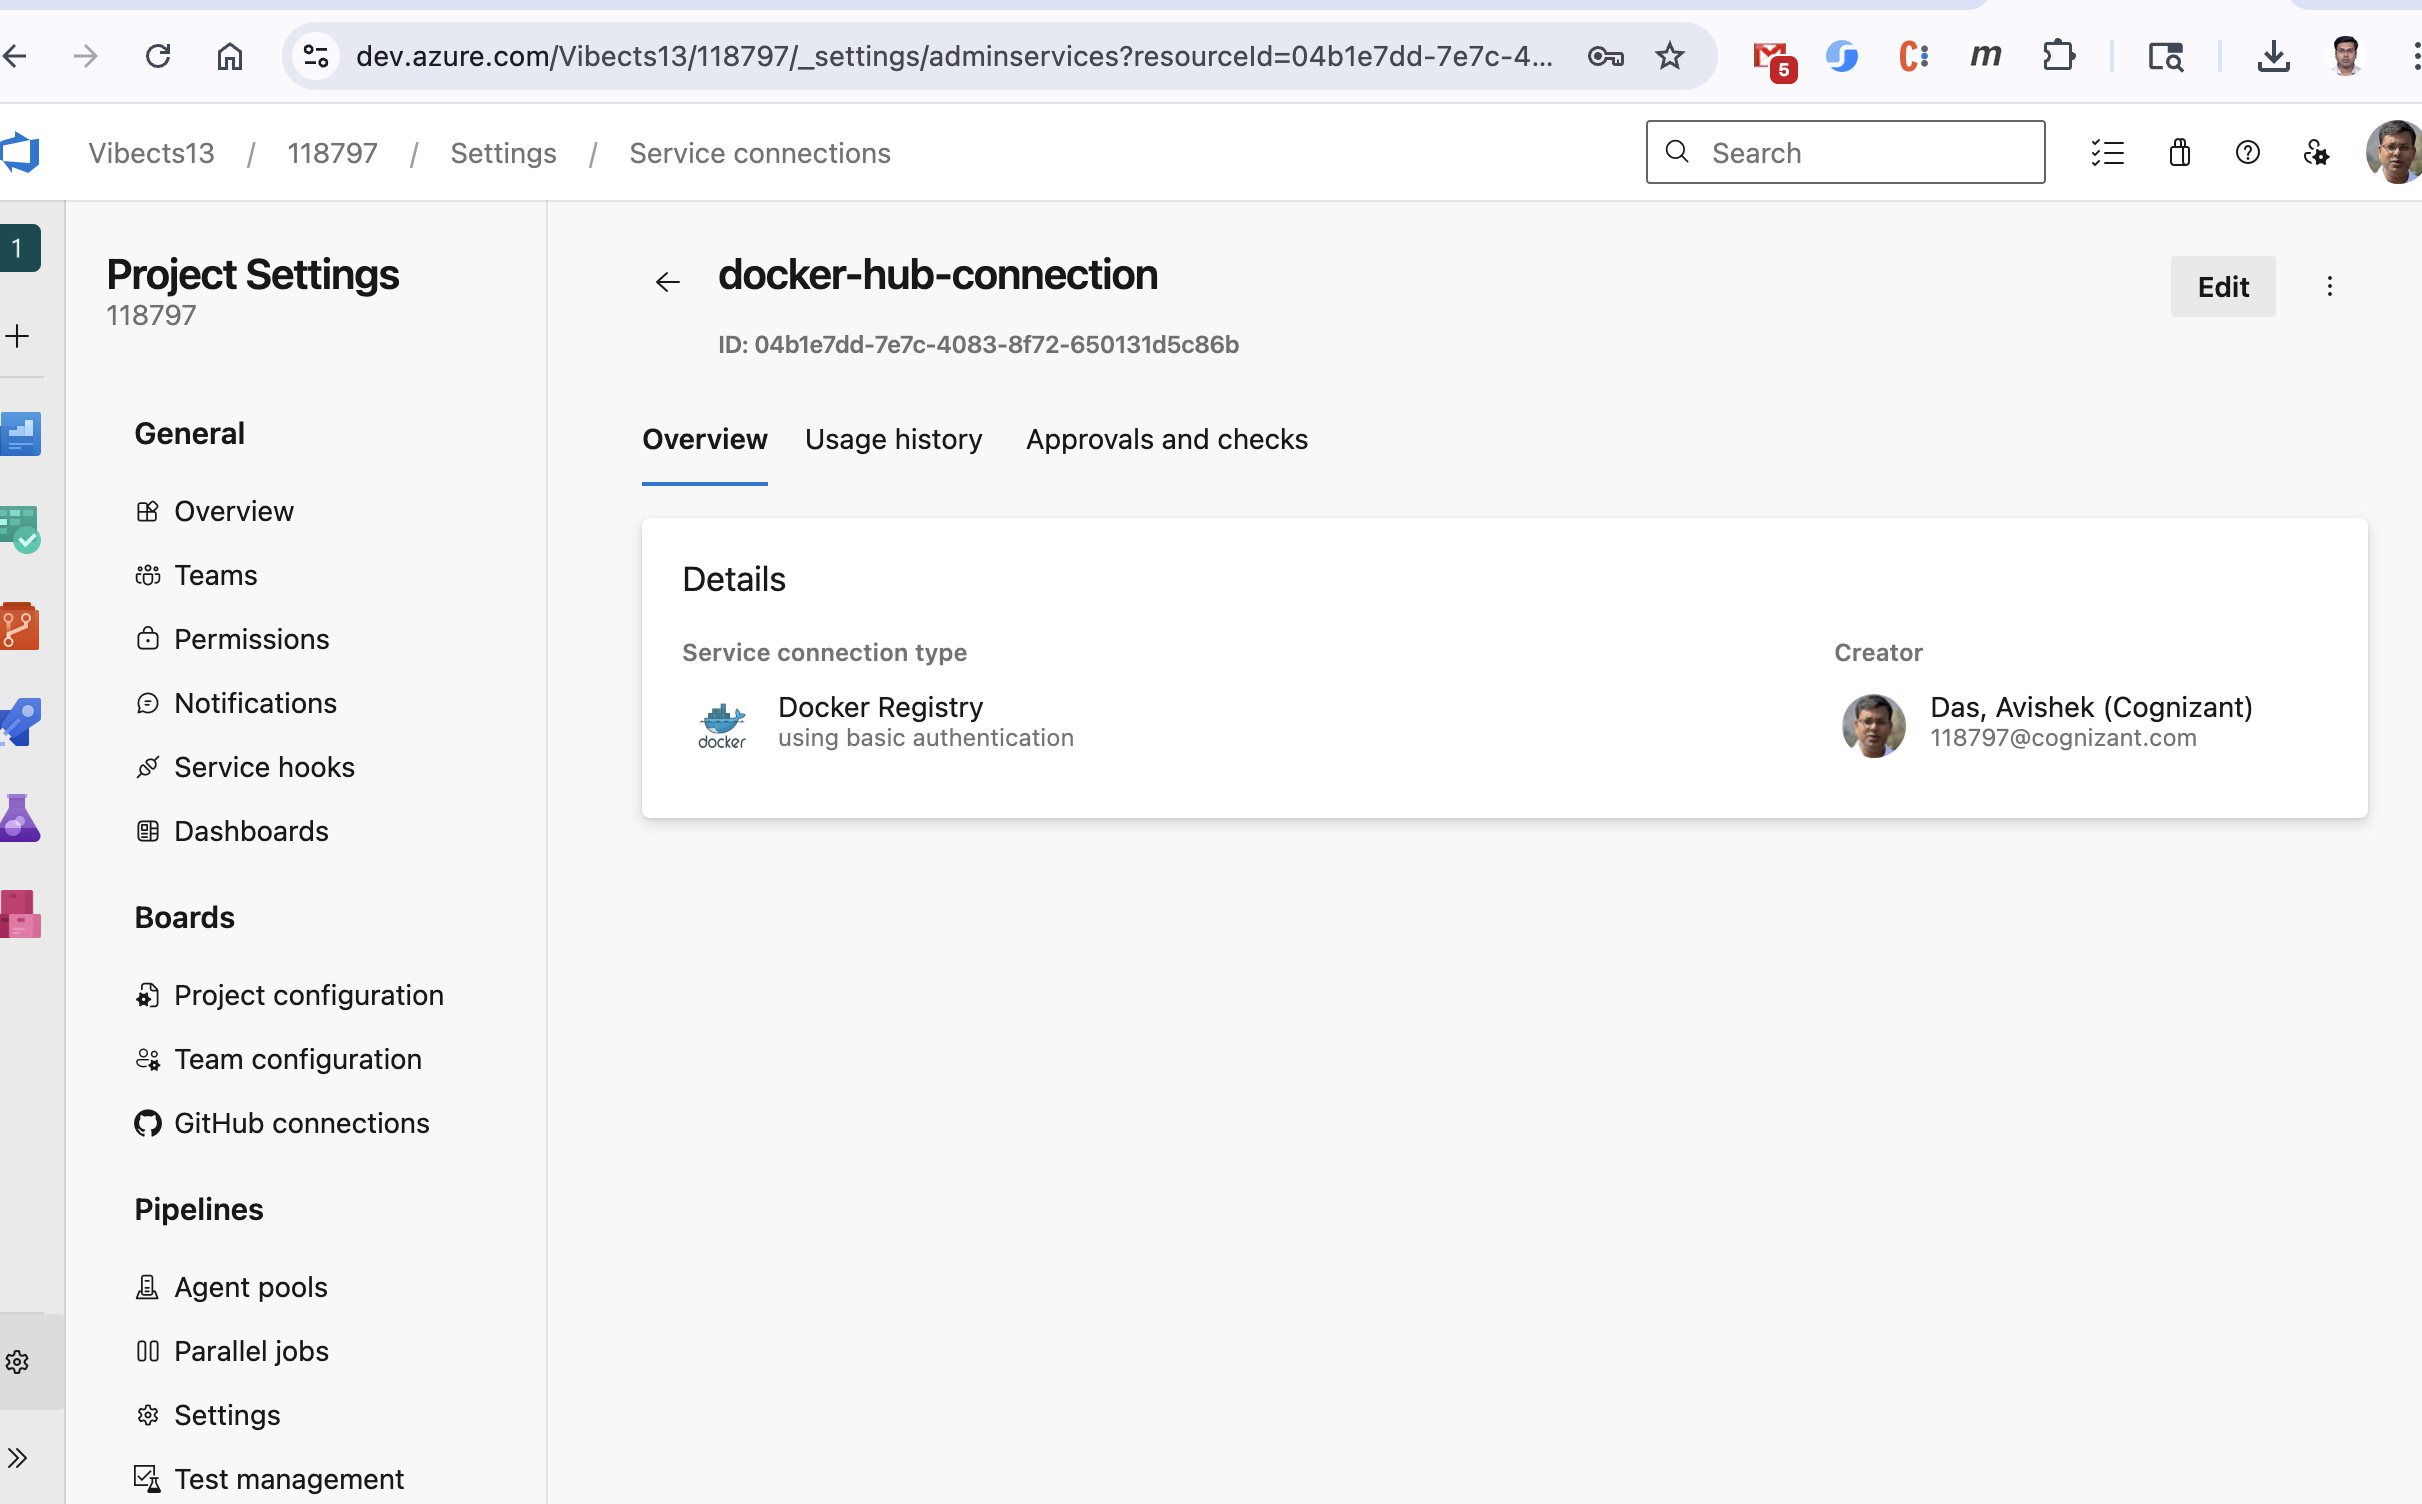 dev.azure.com/Vibects13/118797/_settings/adminservices?resourceId=04b1e7dd-7e7c-4...
5
m
Vibects13 / 118797 / Settings / Service connections
Search
1
Project Settings
118797
General
Overview
Teams
Permissions
Notifications
Service hooks
Dashboards
Boards
Project configuration
Team configuration
GitHub connections
Pipelines
Agent pools
Parallel jobs
Settings
Test management
docker-hub-connection
Edit
ID: 04b1e7dd-7e7c-4083-8f72-650131d5c86b
Overview
Usage history
Approvals and checks
Details
Service connection type
docker
Docker Registry
using basic authentication
Creator
Das, Avishek (Cognizant)
118797@cognizant.com